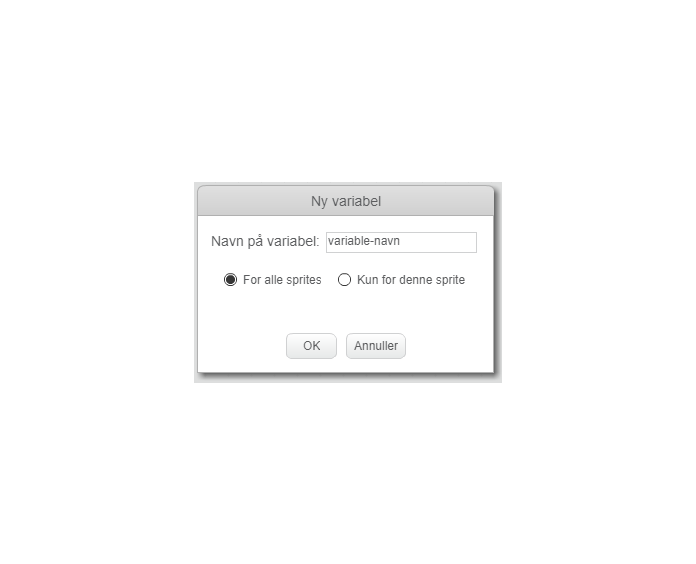 Ny variabel
Navn på variabel: variable-navn
For alle sprites Kun for denne sprite
OK Annuller